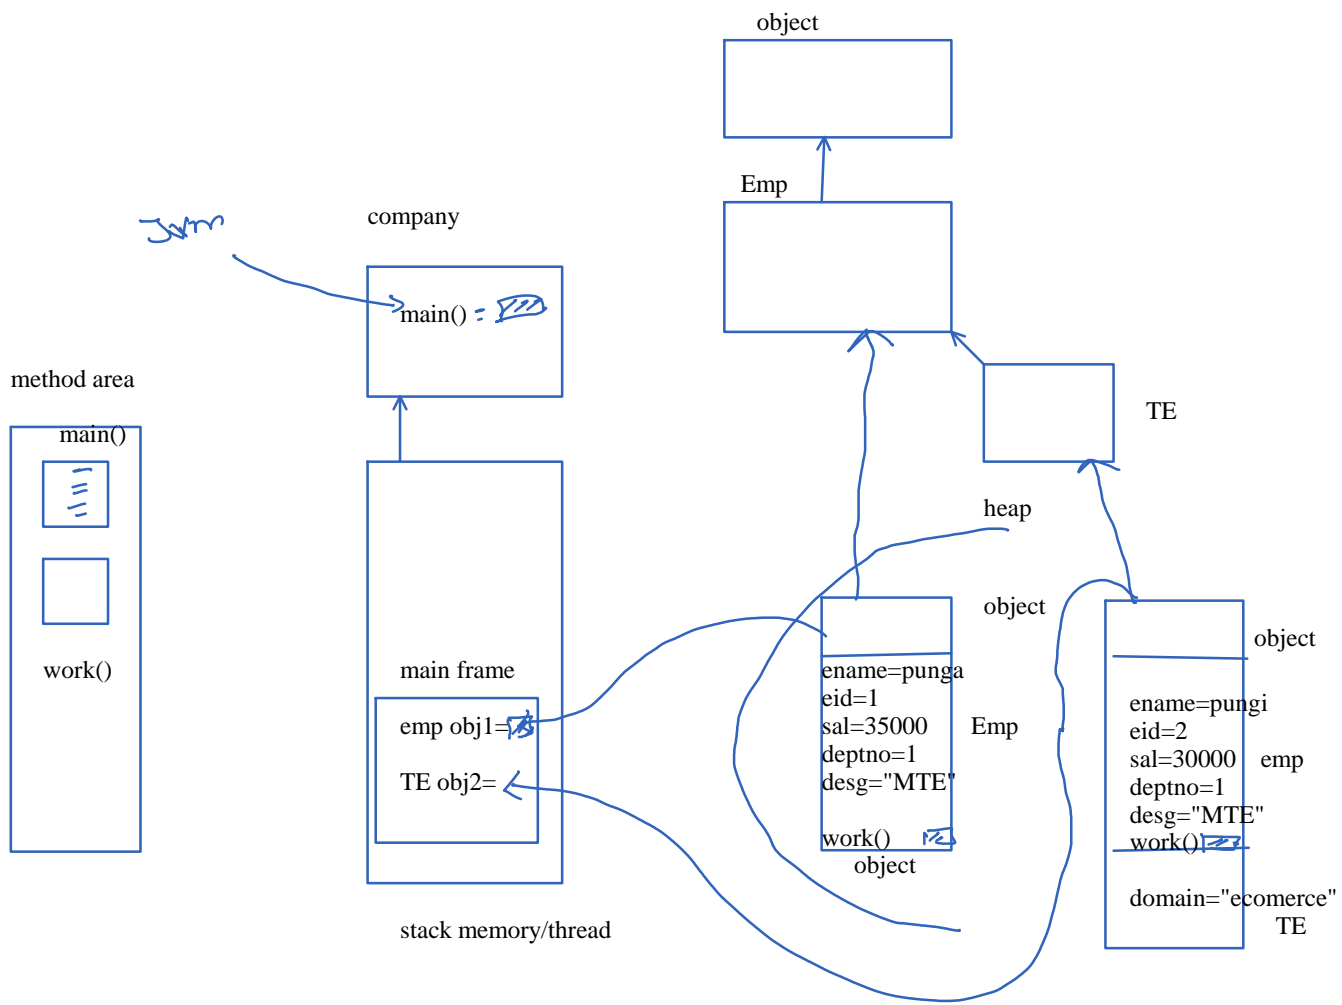 object
Emp
company
Jvm
main() =
method area
main()
work()
TE
heap
main frame
emp obj1=
TE obj2=
stack memory/thread
object
ename=punga
eid=1
sal=35000
deptno=1
desg="MTE"
work()
Emp
object
object
ename=pungi
eid=2
sal=30000
deptno=1
desg="MTE"
work()
emp
domain="ecomerce"
TE